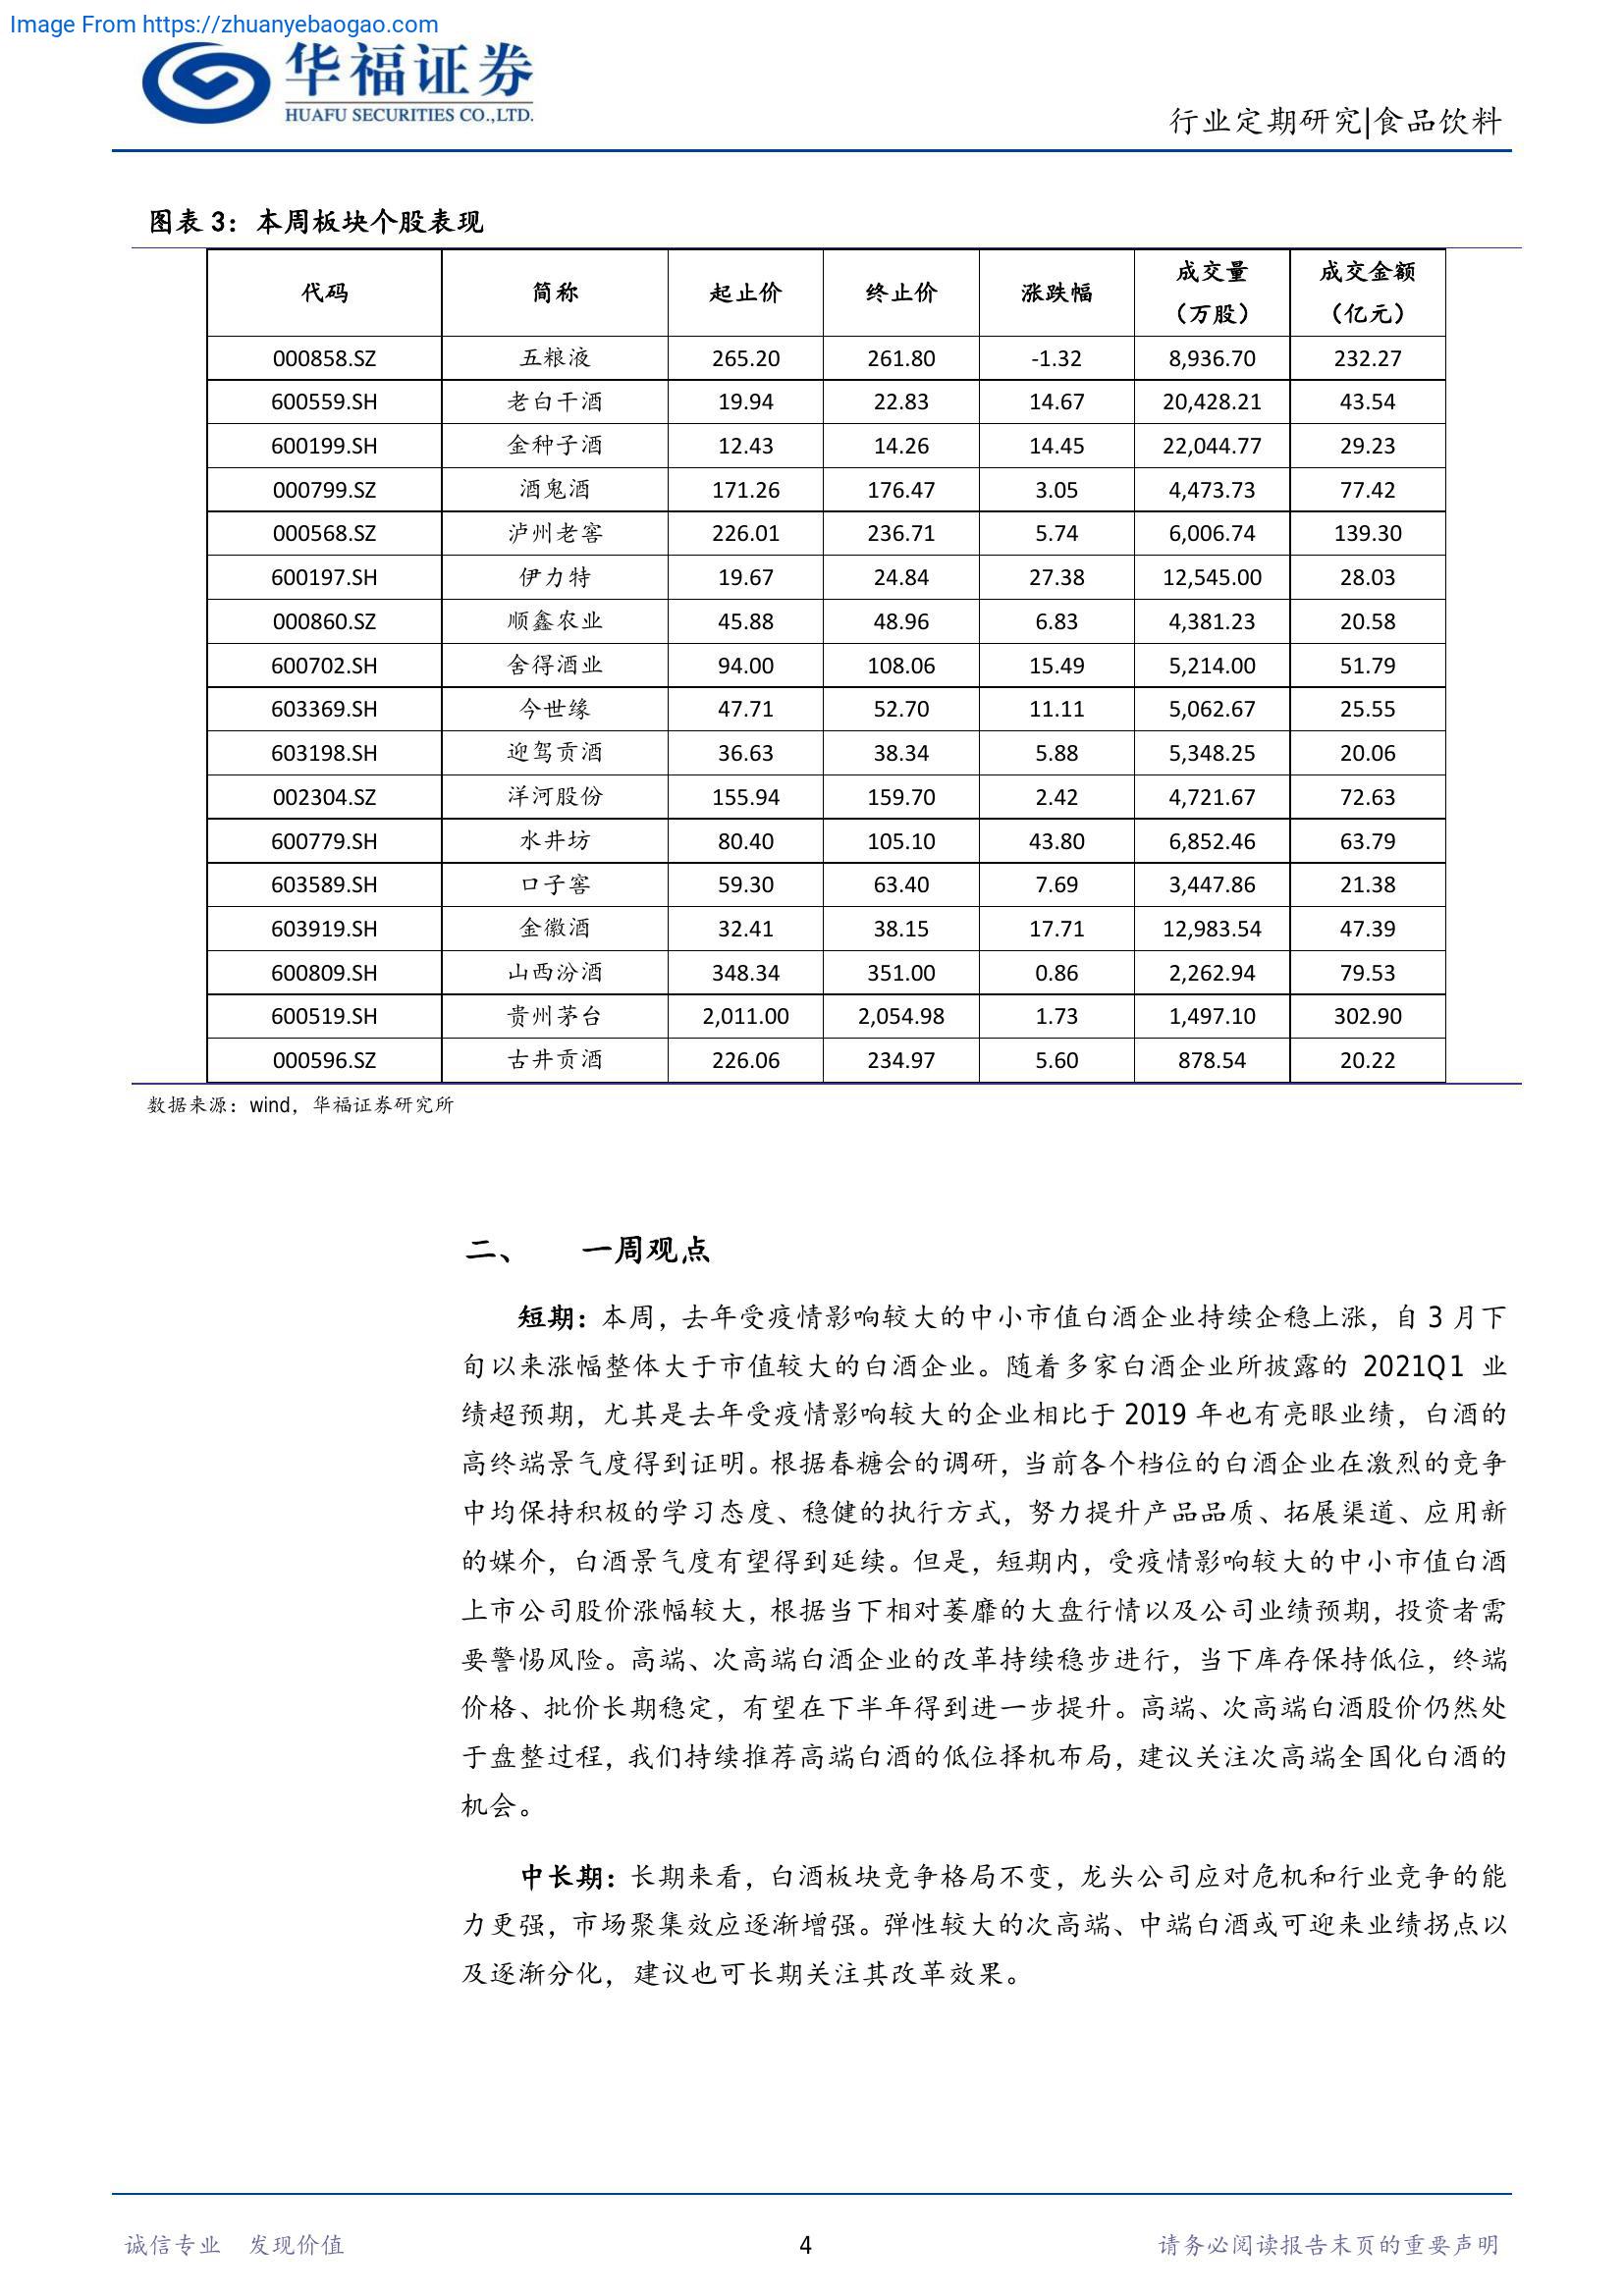 Image From https://zhuanyebaogao.com
华福证券
HUAFU SECURITIES CO.,LTD.
行业定期研究|食品饮料
图表 3：本周板块个股表现
代码 简称 起止价 终止价 涨跌幅 成交量（万股） 成交金额（亿元）
000858.SZ 五粮液 265.20 261.80 -1.32 8,936.70 232.27
600559.SH 老白干酒 19.94 22.83 14.67 20,428.21 43.54
600199.SH 金种子酒 12.43 14.26 14.45 22,044.77 29.23
000799.SZ 酒鬼酒 171.26 176.47 3.05 4,473.73 77.42
000568.SZ 泸州老窖 226.01 236.71 5.74 6,006.74 139.30
600197.SH 伊力特 19.67 24.84 27.38 12,545.00 28.03
000860.SZ 顺鑫农业 45.88 48.96 6.83 4,381.23 20.58
600702.SH 舍得酒业 94.00 108.06 15.49 5,214.00 51.79
603369.SH 今世缘 47.71 52.70 11.11 5,062.67 25.55
603198.SH 迎驾贡酒 36.63 38.34 5.88 5,348.25 20.06
002304.SZ 洋河股份 155.94 159.70 2.42 4,721.67 72.63
600779.SH 水井坊 80.40 105.10 43.80 6,852.46 63.79
603589.SH 口子窖 59.30 63.40 7.69 3,447.86 21.38
603919.SH 金徽酒 32.41 38.15 17.71 12,983.54 47.39
600809.SH 山西汾酒 348.34 351.00 0.86 2,262.94 79.53
600519.SH 贵州茅台 2,011.00 2,054.98 1.73 1,497.10 302.90
000596.SZ 古井贡酒 226.06 234.97 5.60 878.54 20.22
数据来源：wind，华福证券研究所
二、 一周观点
短期：本周，去年受疫情影响较大的中小市值白酒企业持续企稳上涨，自 3 月下
旬以来涨幅整体大于市值较大的白酒企业。随着多家白酒企业所披露的 2021Q1 业
绩超预期，尤其是去年受疫情影响较大的企业相比于 2019 年也有亮眼业绩，白酒的
高终端景气度得到证明。根据春糖会的调研，当前各个档位的白酒企业在激烈的竞争
中均保持积极的学习态度、稳健的执行方式，努力提升产品品质、拓展渠道、应用新
的媒介，白酒景气度有望得到延续。但是，短期内，受疫情影响较大的中小市值白酒
上市公司股价涨幅较大，根据当下相对萎靡的大盘行情以及公司业绩预期，投资者需
要警惕风险。高端、次高端白酒企业的改革持续稳步进行，当下库存保持低位，终端
价格、批价长期稳定，有望在下半年得到进一步提升。高端、次高端白酒股价仍然处
于盘整过程，我们持续推荐高端白酒的低位择机布局，建议关注次高端全国化白酒的
机会。
中长期：长期来看，白酒板块竞争格局不变，龙头公司应对危机和行业竞争的能
力更强，市场聚集效应逐渐增强。弹性较大的次高端、中端白酒或可迎来业绩拐点以
及逐渐分化，建议也可长期关注其改革效果。
诚信专业 发现价值
4
请务必阅读报告末页的重要声明